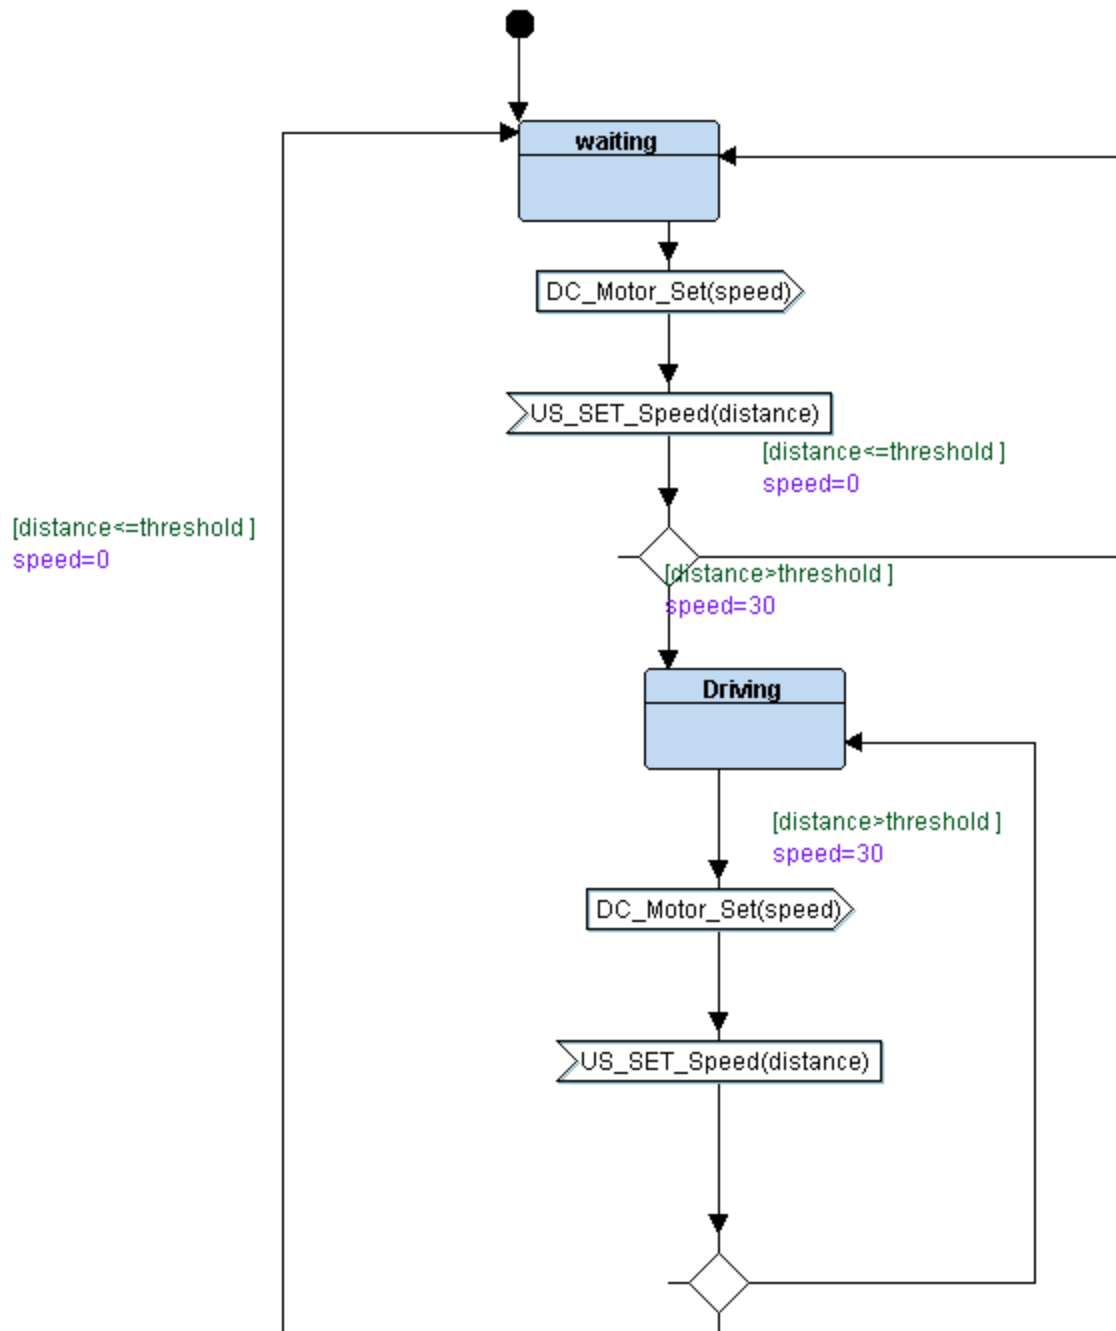 waiting
DC_Motor_Set(speed)
US_SET_Speed(distance)
[distance<=threshold ]
speed=0
[distance<=threshold ]
speed=0
[distance>threshold ]
speed=30
Driving
[distance>threshold ]
speed=30
DC_Motor_Set(speed)
US_SET_Speed(distance)